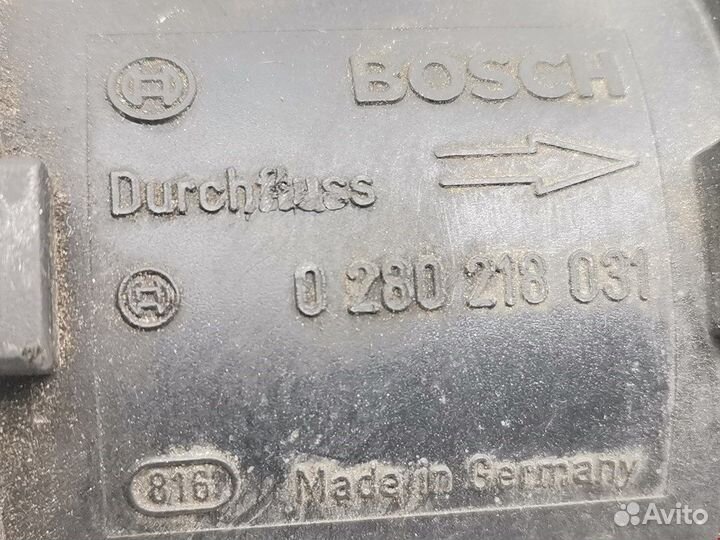 BOSCH
Durchfluss
0 280 218 031
816
Made in Germany
Avito